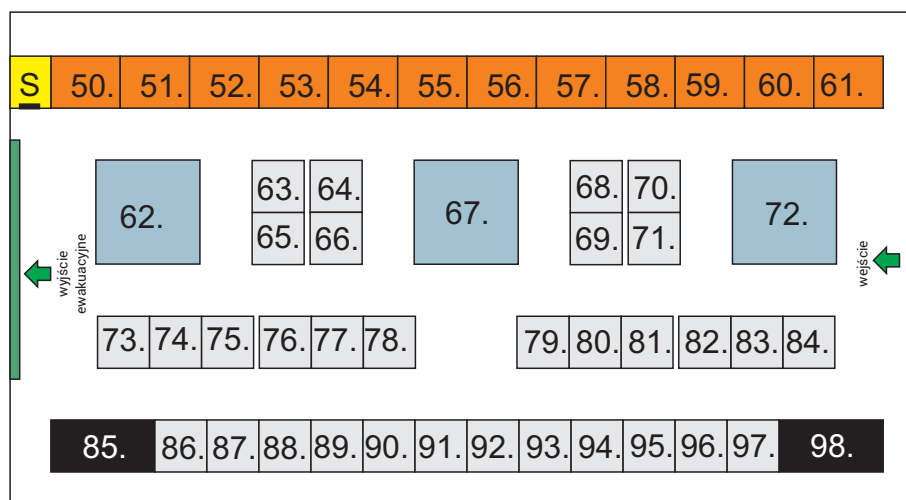 S 50. 51. 52. 53. 54. 55. 56. 57. 58. 59. 60. 61.
63. 64. 68. 70.
62. 67. 72.
65. 66. 69. 71.
wyjście
ewakuacyjne
wejście
73. 74. 75. 76. 77. 78. 79. 80. 81. 82. 83. 84.
85. 86. 87. 88. 89. 90. 91. 92. 93. 94. 95. 96. 97. 98.